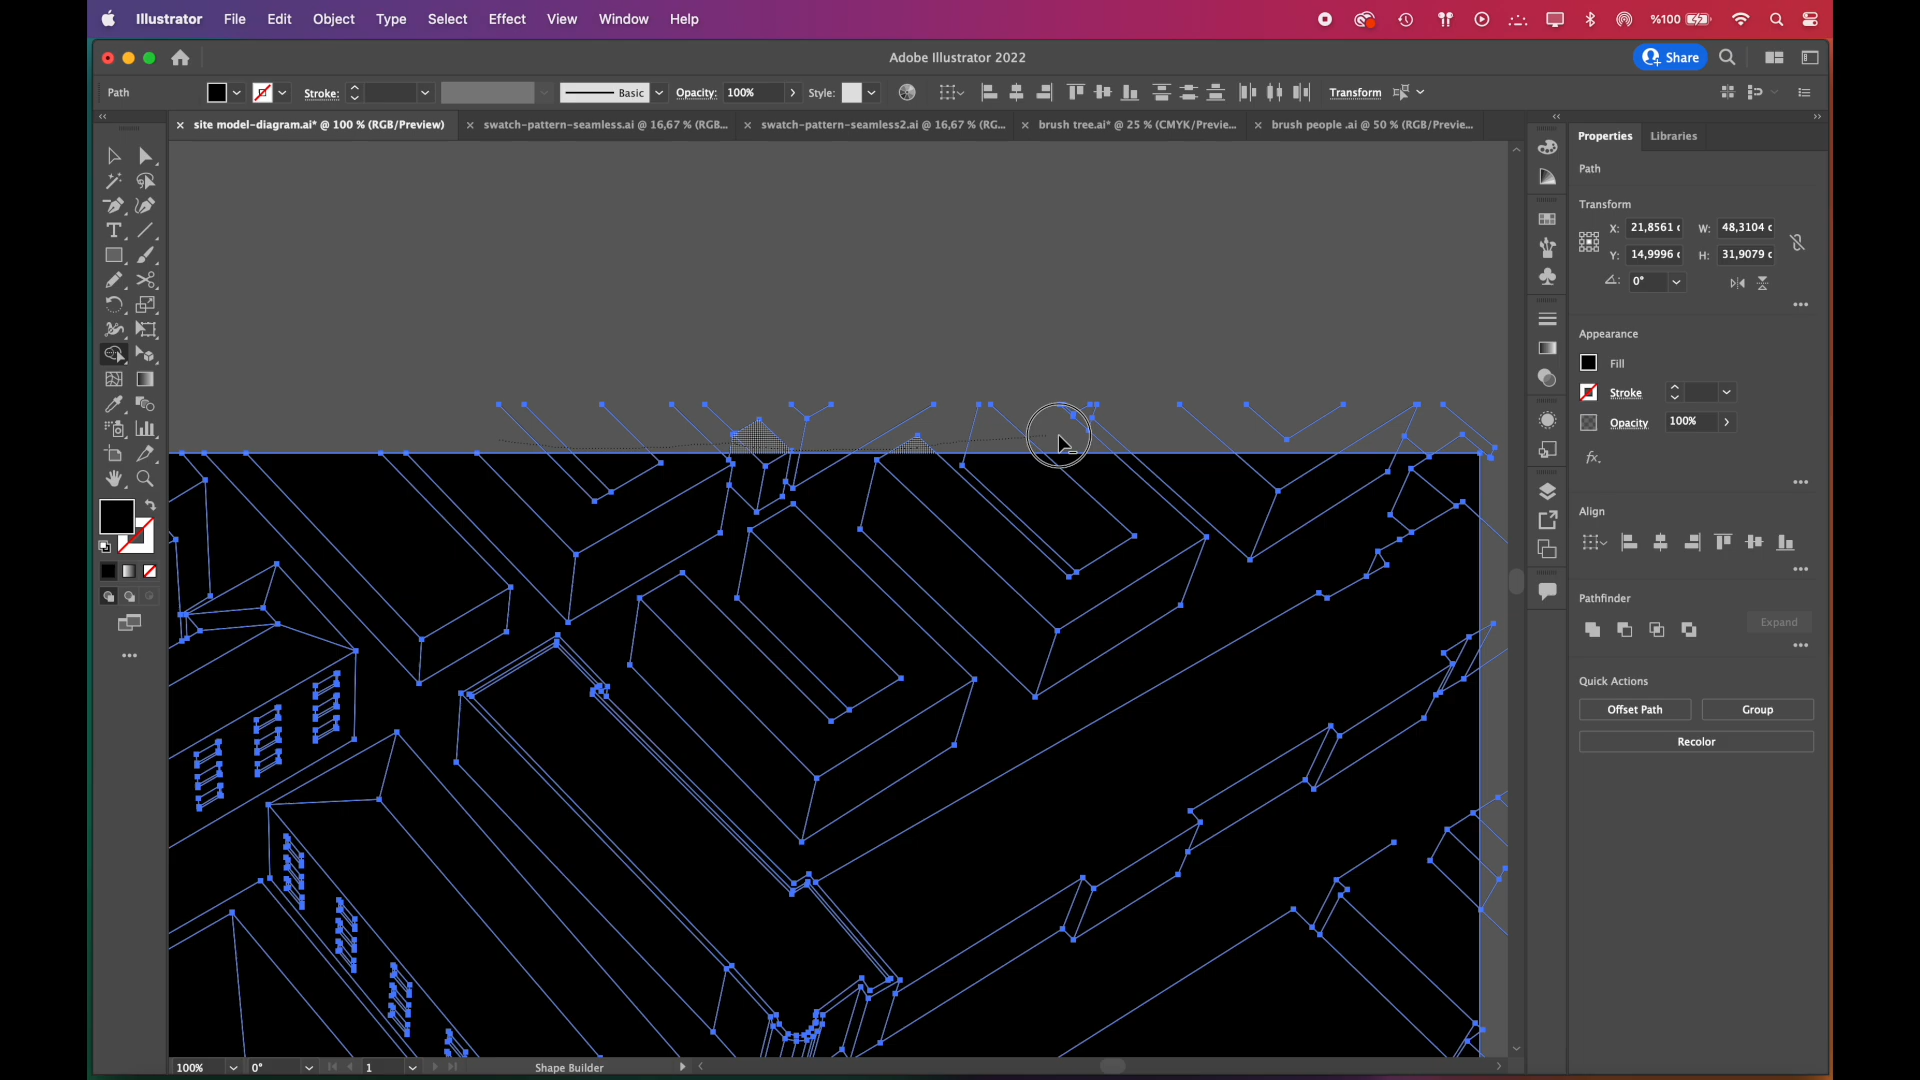 Illustrator File Edit Object Type Select Effect View Window Help %100
Adobe Illustrator 2022
Share
Path Stroke: Basic Opacity: 100% Style: Transform
× site model-diagram.ai* @ 100 % (RGB/Preview) × swatch-pattern-seamless.ai @ 16,67 % (RGB... × swatch-pattern-seamless2.ai @ 16,67 % (RG... × brush tree.ai* @ 25 % (CMYK/Previe... × brush people .ai @ 50 % (RGB/Previe...
Properties Libraries
Path
Transform
X: 21,8561 c W: 48,3104 c
Y: 14,9996 c H: 31,9079 c
0°
Appearance
Fill
Stroke
Opacity 100%
fx.
Align
Pathfinder
Expand
Quick Actions
Offset Path Group
Recolor
100% 0° 1 Shape Builder